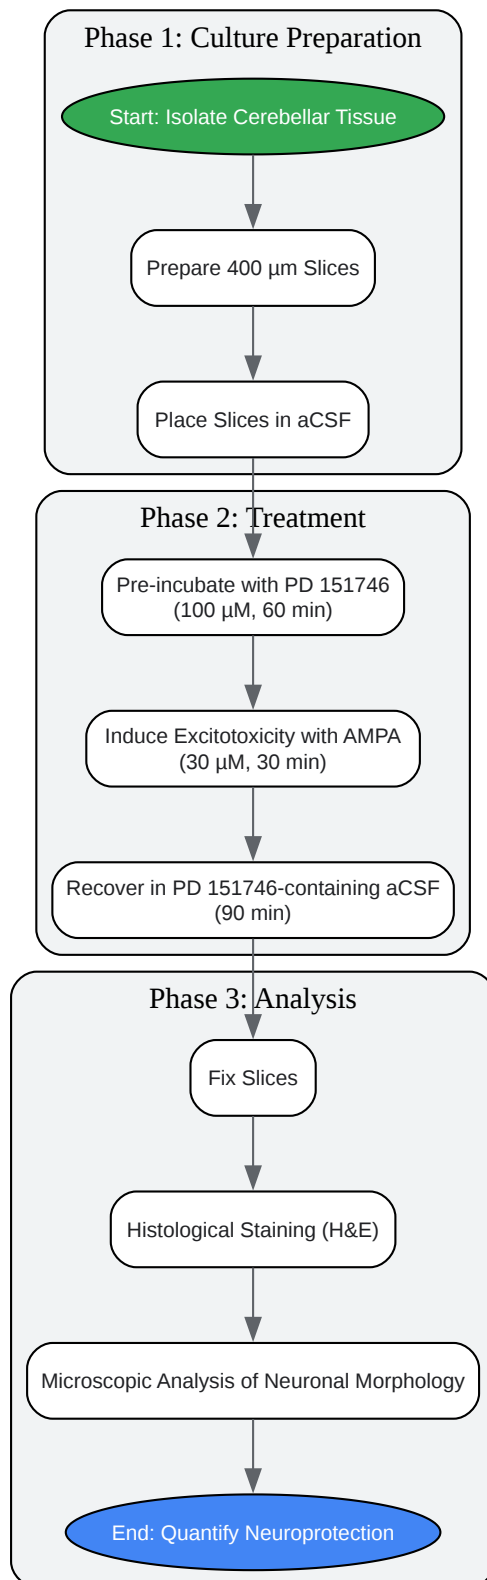 Phase 1: Culture Preparation
Start: Isolate Cerebellar Tissue
Prepare 400 µm Slices
Place Slices in aCSF
Phase 2: Treatment
Pre-incubate with PD 151746
(100 µM, 60 min)
Induce Excitotoxicity with AMPA
(30 µM, 30 min)
Recover in PD 151746-containing aCSF
(90 min)
Phase 3: Analysis
Fix Slices
Histological Staining (H&E)
Microscopic Analysis of Neuronal Morphology
End: Quantify Neuroprotection